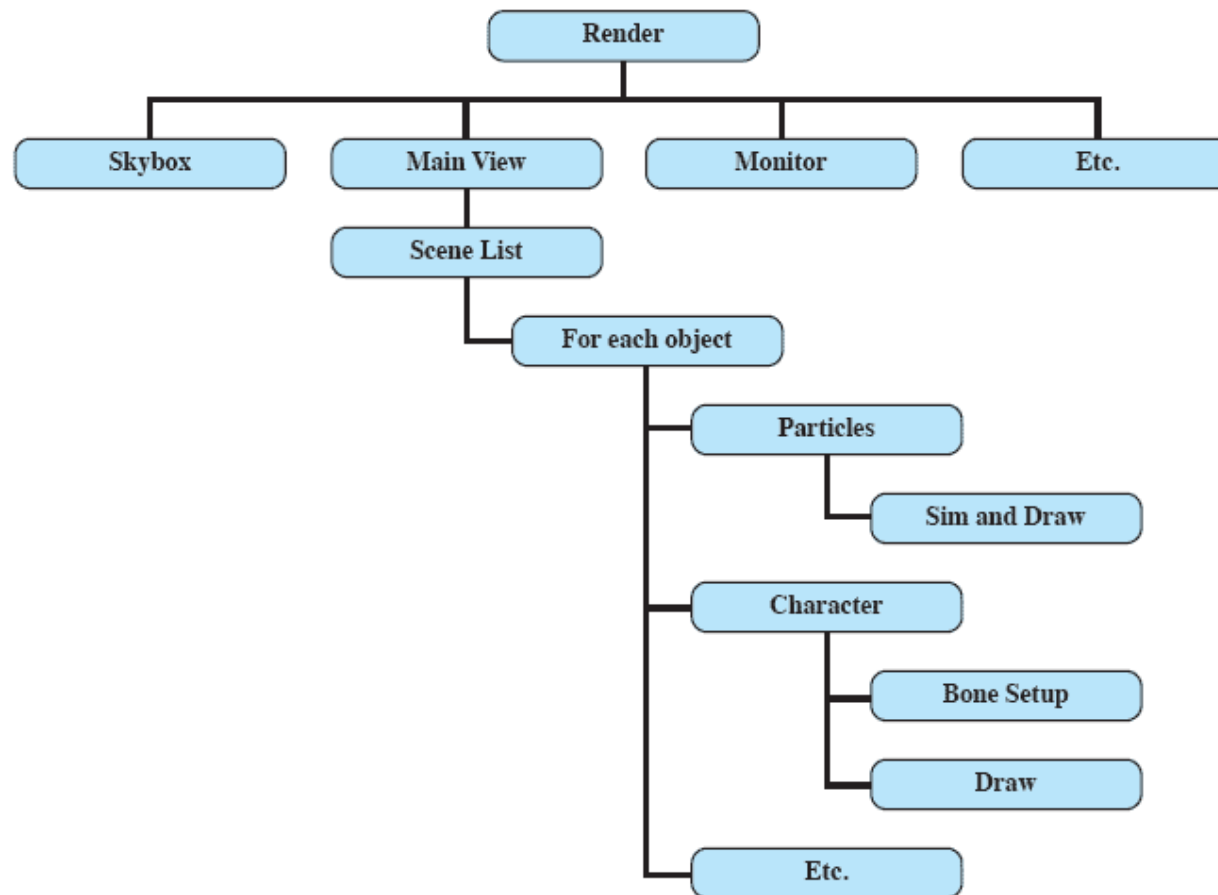 Render
Skybox
Main View
Monitor
Etc.
Scene List
For each object
Particles
Sim and Draw
Character
Bone Setup
Draw
Etc.